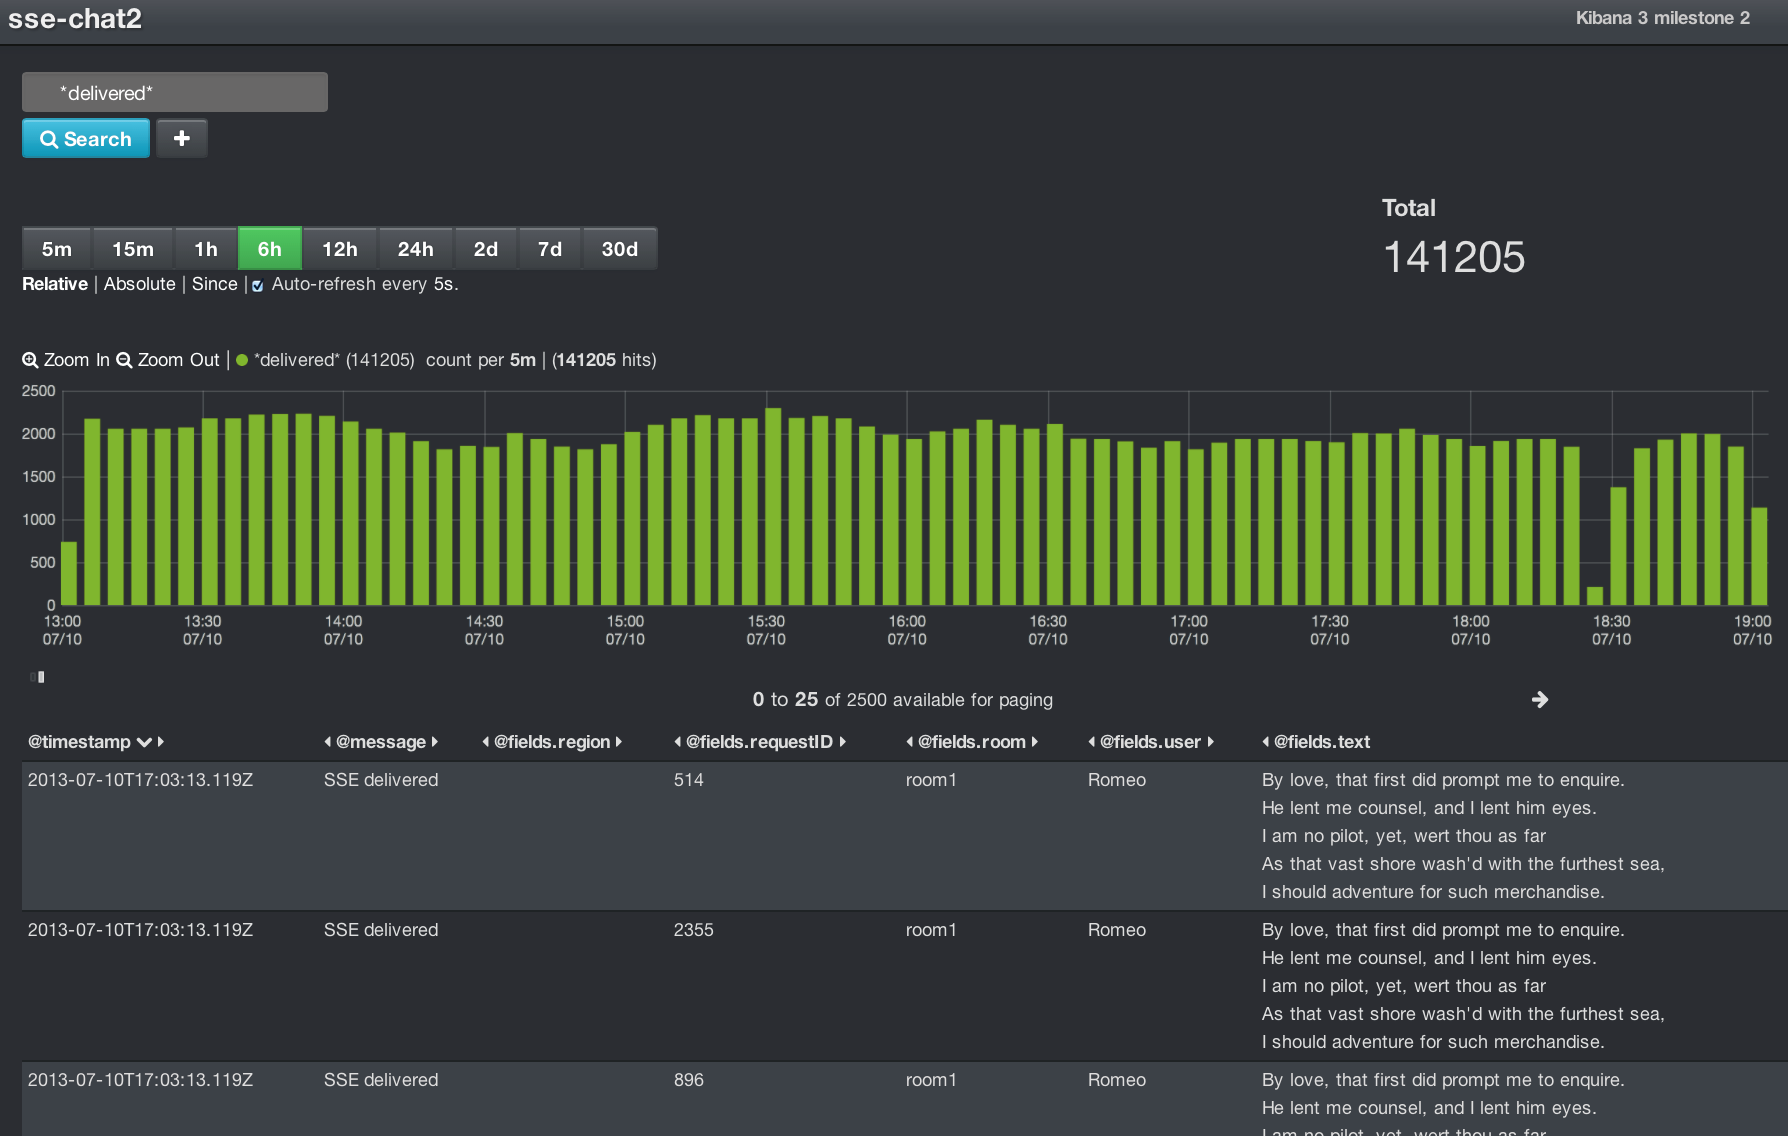 sse-chat2
Kibana 3 milestone 2
*delivered*
Search
Total
141205
5m 15m 1h 6h 12h 24h 2d 7d 30d
Relative | Absolute | Since | Auto-refresh every 5s.
Zoom In Zoom Out | *delivered* (141205) count per 5m | (141205 hits)
2500
2000
1500
1000
500
0
13:00 13:30 14:00 14:30 15:00 15:30 16:00 16:30 17:00 17:30 18:00 18:30 19:00
07/10 07/10 07/10 07/10 07/10 07/10 07/10 07/10 07/10 07/10 07/10 07/10 07/10
0 to 25 of 2500 available for paging
@timestamp @message @fields.region @fields.requestID @fields.room @fields.user @fields.text
2013-07-10T17:03:13.119Z SSE delivered 514 room1 Romeo By love, that first did prompt me to enquire.
He lent me counsel, and I lent him eyes.
I am no pilot, yet, wert thou as far
As that vast shore wash'd with the furthest sea,
I should adventure for such merchandise.
2013-07-10T17:03:13.119Z SSE delivered 2355 room1 Romeo By love, that first did prompt me to enquire.
He lent me counsel, and I lent him eyes.
I am no pilot, yet, wert thou as far
As that vast shore wash'd with the furthest sea,
I should adventure for such merchandise.
2013-07-10T17:03:13.119Z SSE delivered 896 room1 Romeo By love, that first did prompt me to enquire.
He lent me counsel, and I lent him eyes.
I am no pilot, yet, wert thou as far